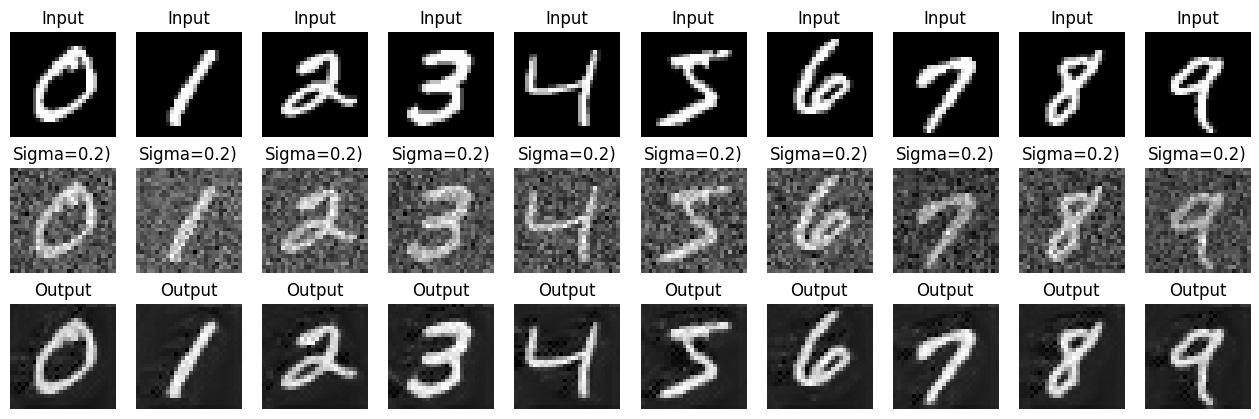 Input Input Input Input Input Input Input Input Input Input
0 1 2 3 4 5 6 7 8 9
Sigma=0.2) Sigma=0.2) Sigma=0.2) Sigma=0.2) Sigma=0.2) Sigma=0.2) Sigma=0.2) Sigma=0.2) Sigma=0.2) Sigma=0.2)
0 1 2 3 4 5 6 7 8 9
Output Output Output Output Output Output Output Output Output Output
0 1 2 3 4 5 6 7 8 9